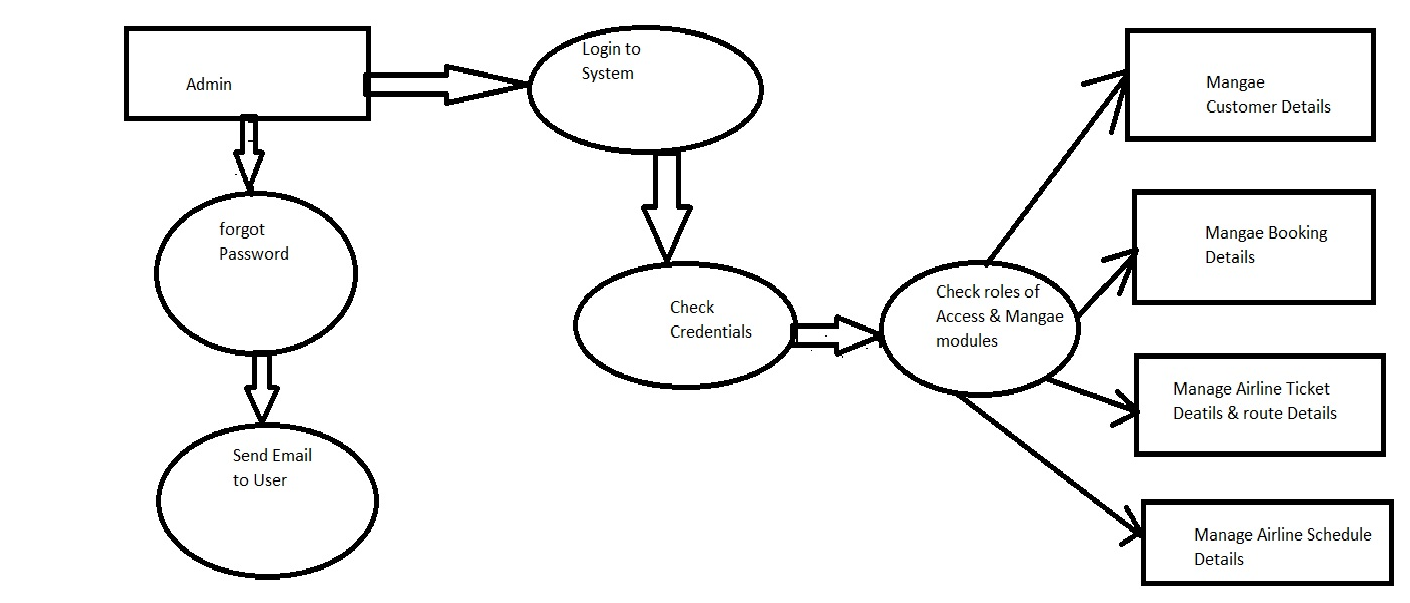 Admin
Login to
System
forgot
Password
Send Email
to User
Check
Credentials
Check roles of
Access & Mangae
modules
Mangae
Customer Details
Mangae Booking
Details
Manage Airline Ticket
Deatils & route Details
Manage Airline Schedule
Details